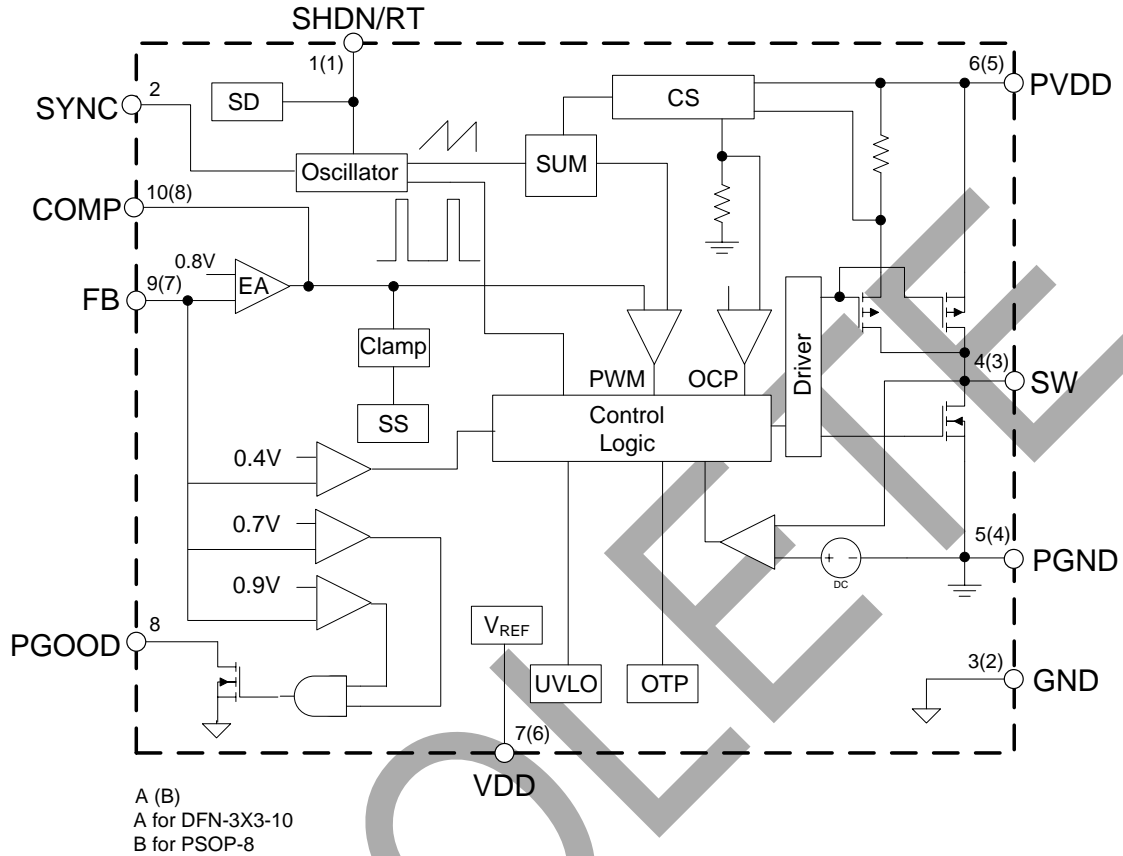 SHDN/RT
1(1)
6(5)
PVDD
2
SYNC
SD
CS
Oscillator
SUM
10(8)
COMP
0.8V
EA
9(7)
FB
Clamp
SS
PWM
OCP
Driver
4(3)
SW
Control
Logic
0.4V
0.7V
0.9V
+ -
DC
5(4)
PGND
8
PGOOD
VREF
UVLO
OTP
3(2)
GND
7(6)
VDD
A (B)
A for DFN-3X3-10
B for PSOP-8
OLETE